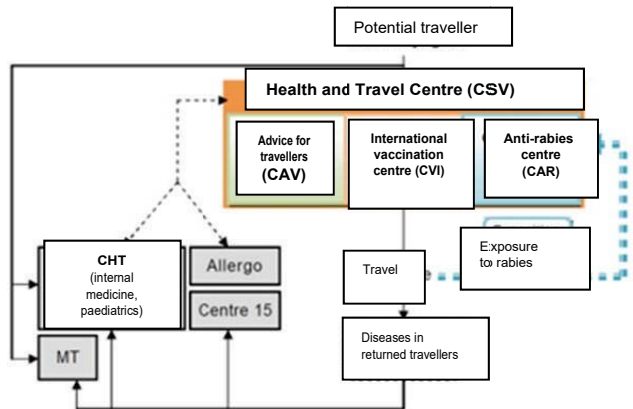 Potential traveller
Health and Travel Centre (CSV)
Advice for
travellers
(CAV)
International
vaccination
centre (CVI)
Anti-rabies
centre
(CAR)
CHT
(internal
medicine,
paediatrics)
Allergo
Centre 15
MT
Travel
Exposure
to rabies
Diseases in
returned travellers